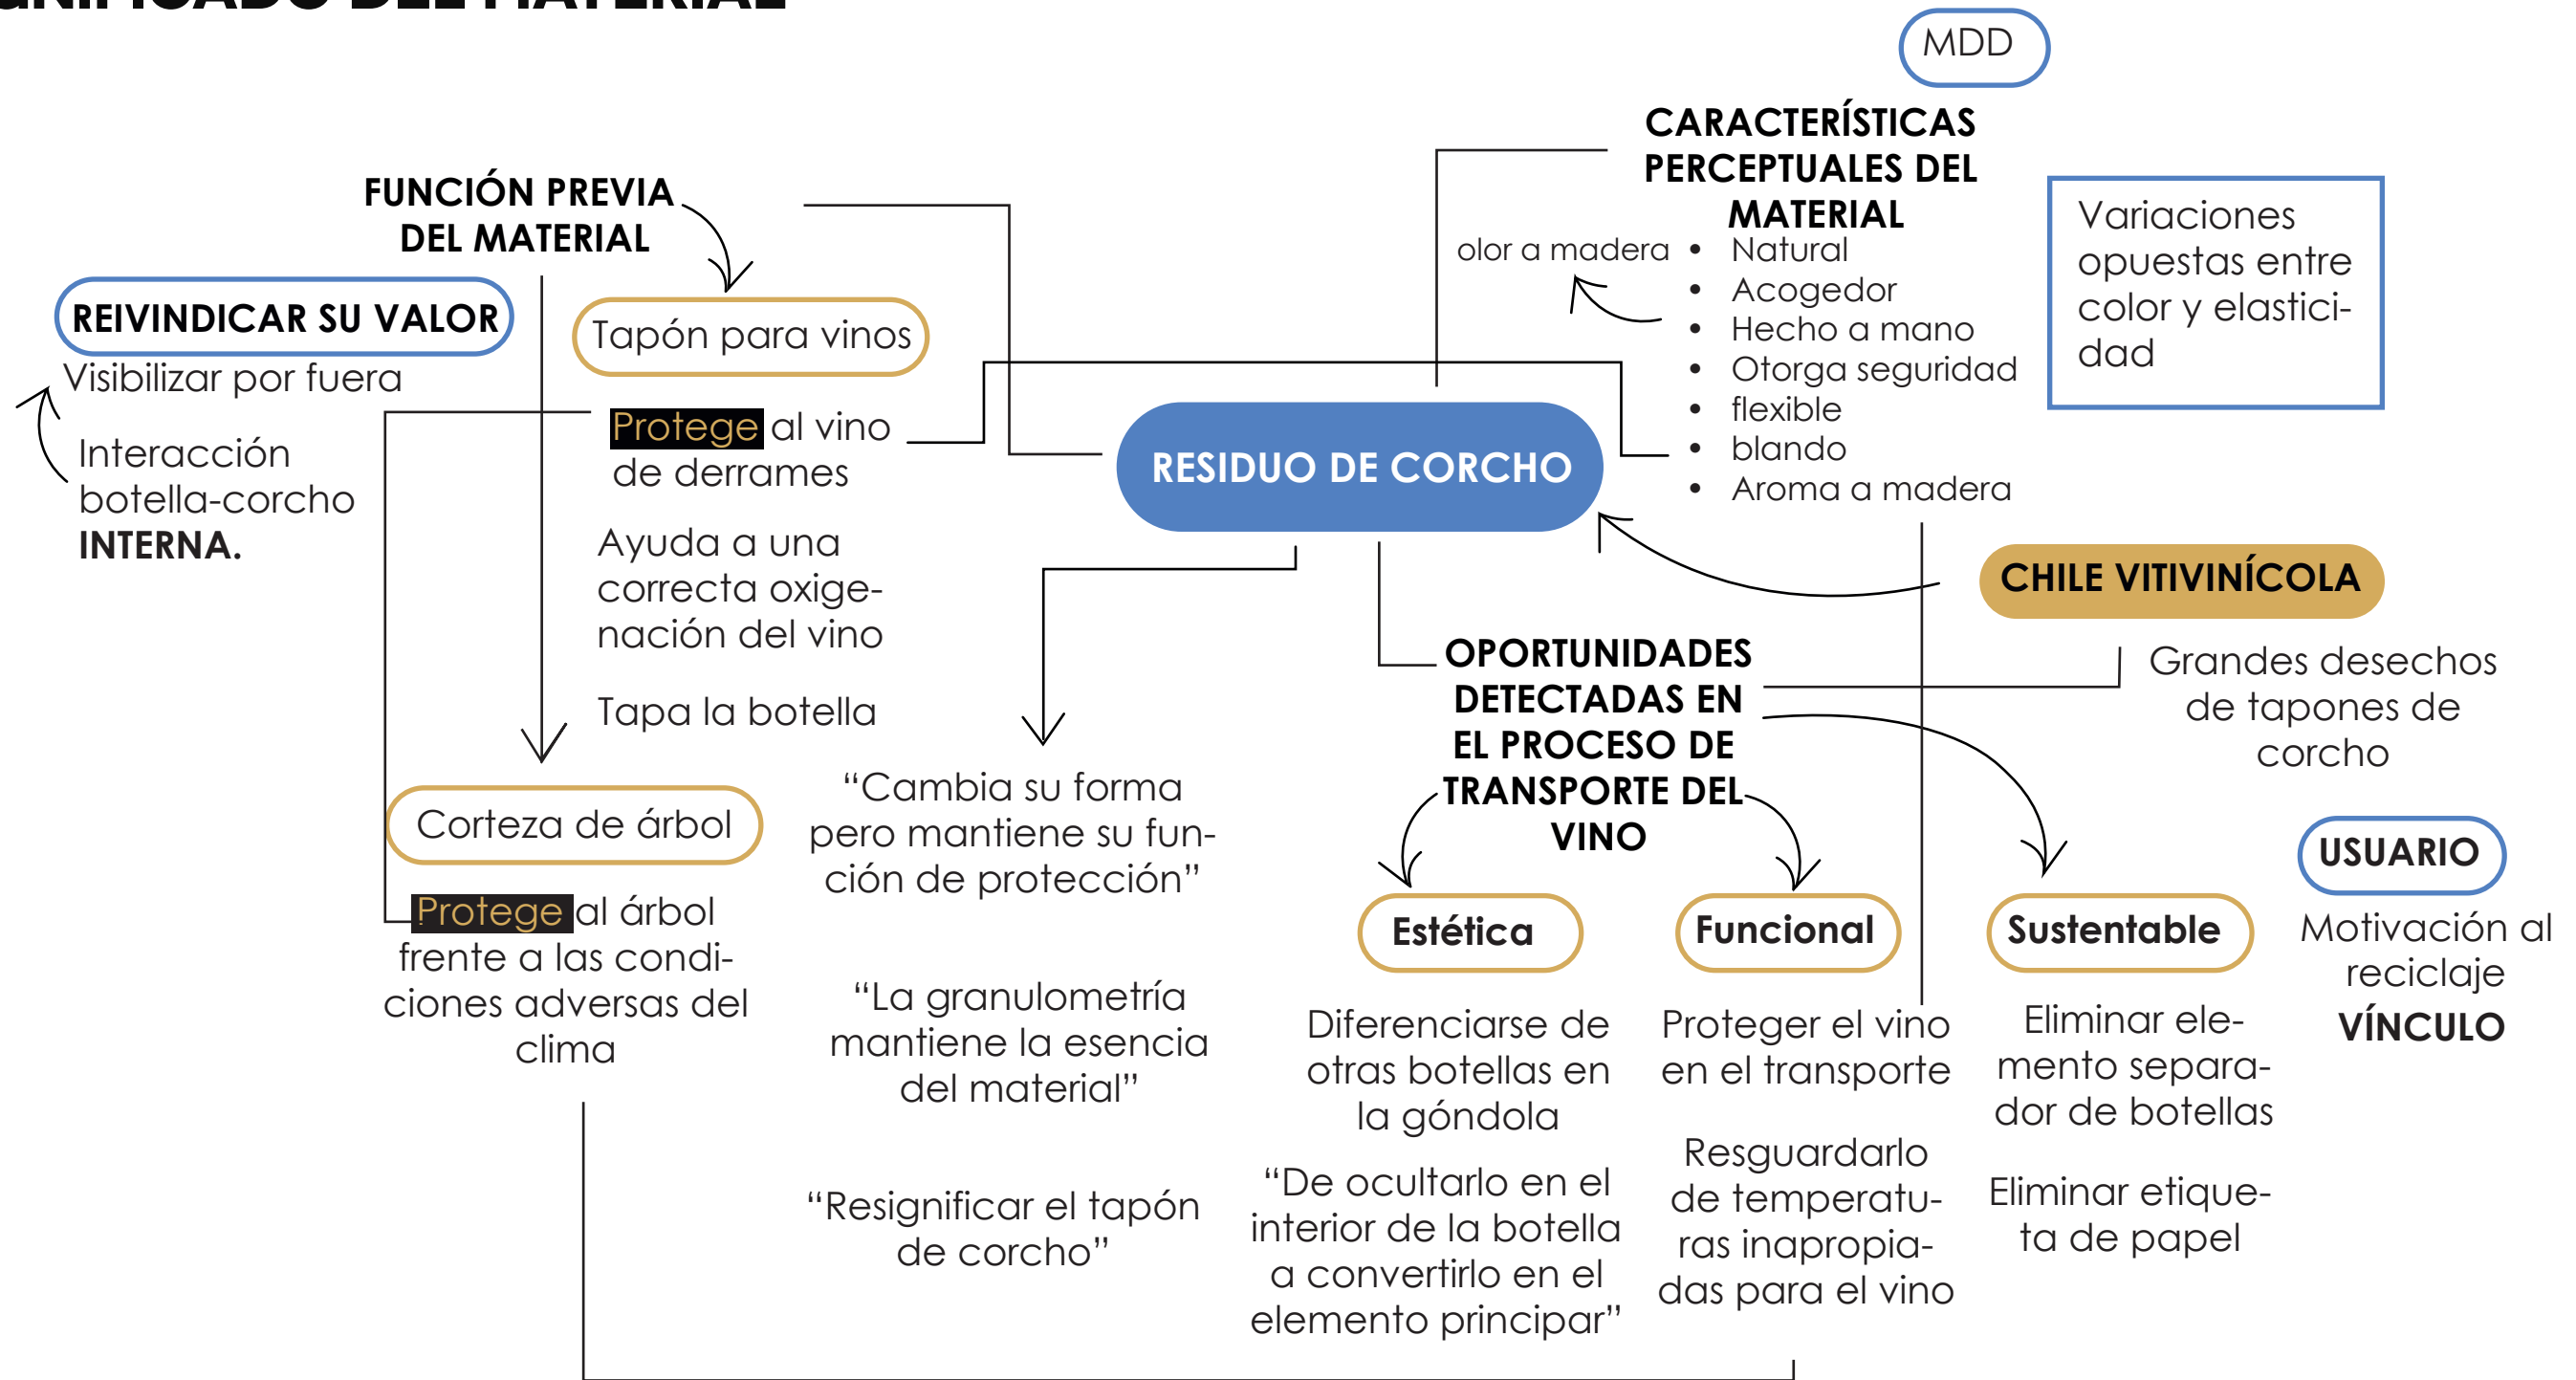 DEL MATERIAL
MDD
CARACTERÍSTICAS
PERCEPTUALES DEL
MATERIAL
olor a madera
• Natural
• Acogedor
• Hecho a mano
• Otorga seguridad
• flexible
• blando
• Aroma a madera
Variaciones
opuestas entre
color y elastici-
dad
FUNCIÓN PREVIA
DEL MATERIAL
REIVINDICAR SU VALOR
Visibilizar por fuera
Interacción
botella-corcho
INTERNA.
Tapón para vinos
Protege al vino
de derrames
Ayuda a una
correcta oxige-
nación del vino
Tapa la botella
Corteza de árbol
Protege al árbol
frente a las condi-
ciones adversas del
clima
RESIDUO DE CORCHO
“Cambia su forma
pero mantiene su fun-
ción de protección”
“La granulometría
mantiene la esencia
del material”
“Resignificar el tapón
de corcho”
CHILE VITIVINÍCOLA
Grandes desechos
de tapones de
corcho
OPORTUNIDADES
DETECTADAS EN
EL PROCESO DE
TRANSPORTE DEL
VINO
Estética
Diferenciarse de
otras botellas en
la góndola
“De ocultarlo en el
interior de la botella
a convertirlo en el
elemento principar”
Funcional
Proteger el vino
en el transporte
Resguardarlo
de temperatu-
ras inapropia-
das para el vino
Sustentable
Eliminar ele-
mento separa-
dor de botellas
Eliminar etique-
ta de papel
USUARIO
Motivación al
reciclaje
VÍNCULO